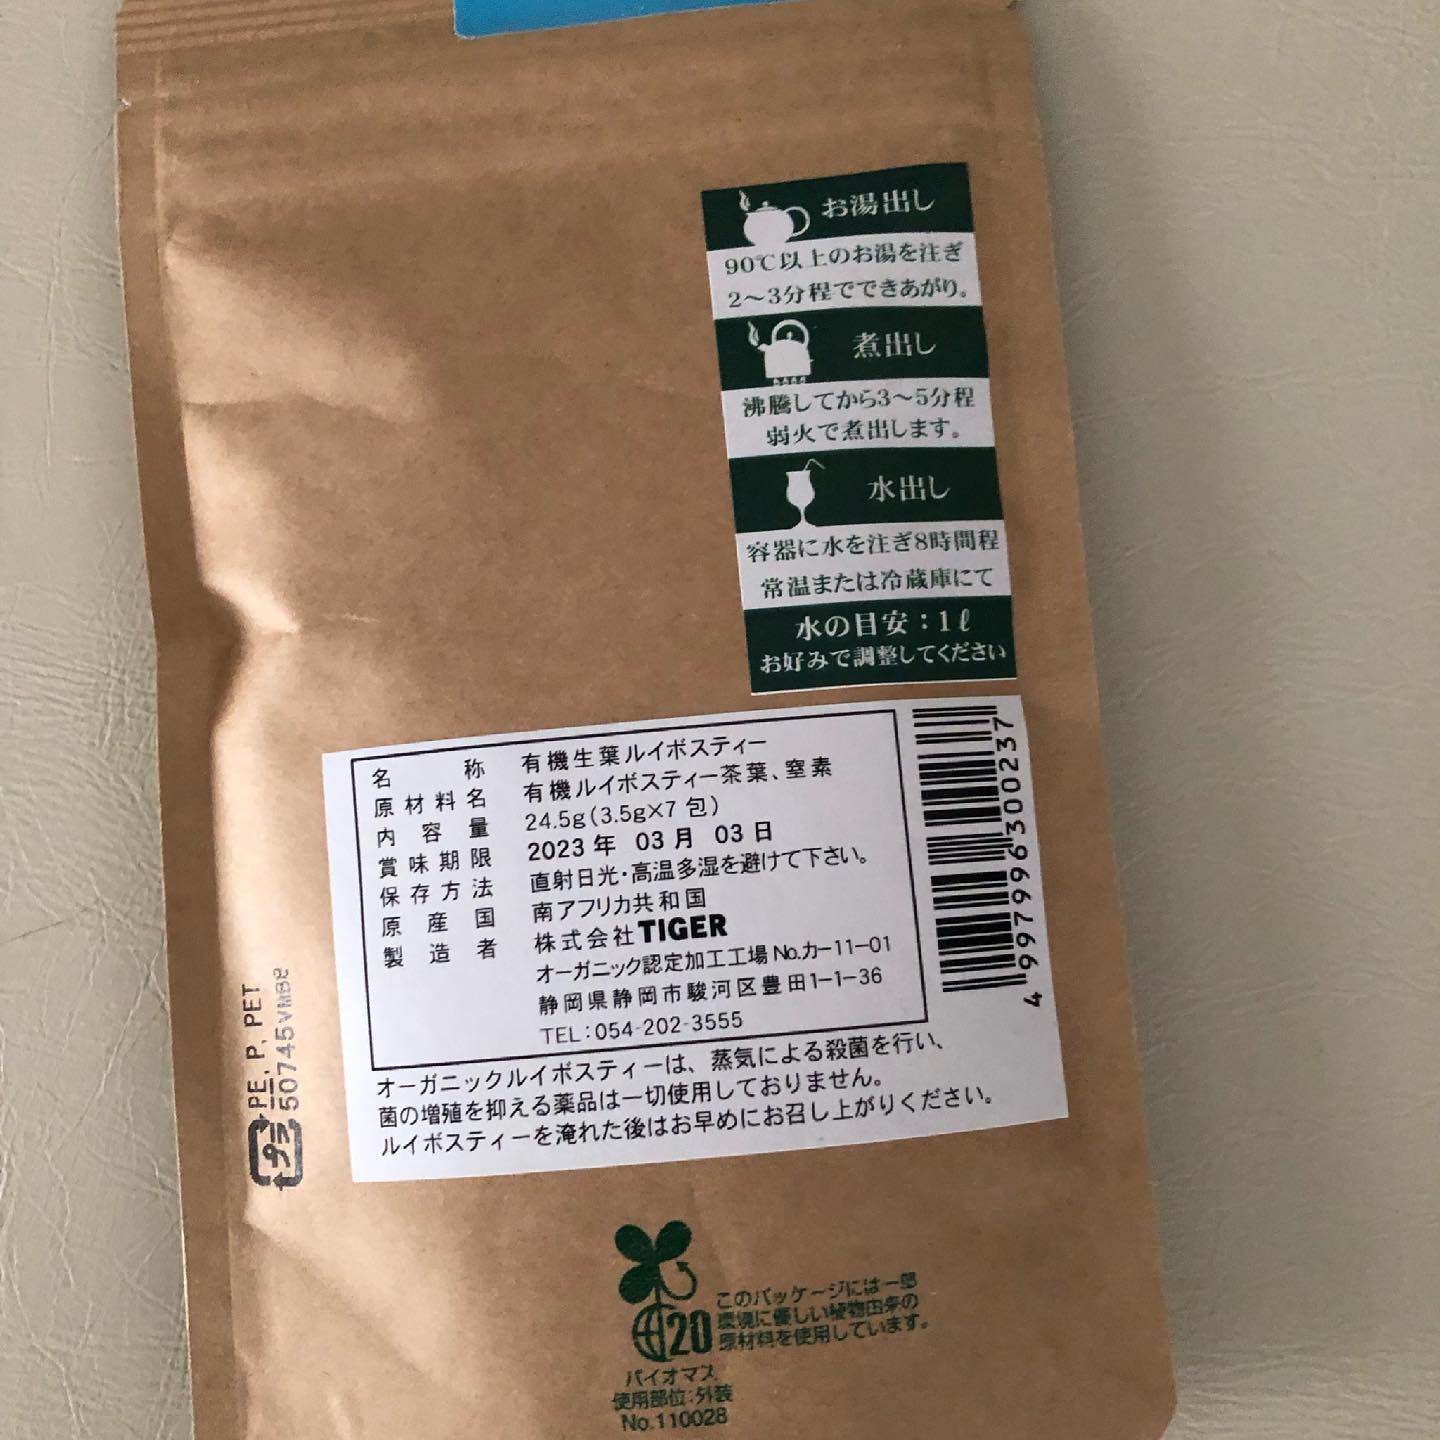 お湯出し
90℃以上のお湯を注ぎ
2〜3分程でできあがり。
煮出し
沸騰してから3〜5分程
弱火で煮出します。
水出し
容器に水を注ぎ8時間程
常温または冷蔵庫にて
水の目安：1ℓ
お好みで調整してください
名称 有機生葉ルイボスティー
原材料名 有機ルイボスティー茶葉、窒素
内容量 24.5g(3.5g×7包)
賞味期限 2023年 03月 03日
保存方法 直射日光・高温多湿を避けて下さい。
原産国 南アフリカ共和国
製造者 株式会社TIGER
オーガニック認定加工工場No.カー11-01
静岡県静岡市駿河区豊田1-1-36
TEL:054-202-3555
オーガニックルイボスティーは、蒸気による殺菌を行い、
菌の増殖を抑える薬品は一切使用しておりません。
ルイボスティーを淹れた後はお早めにお召し上がりください。
4997996300237
プラ PE, P, PET
50745VMBE
20
このパッケージには一部
環境に優しい植物由来の
原材料を使用しています。
バイオマス
使用部位:外装
No.110028